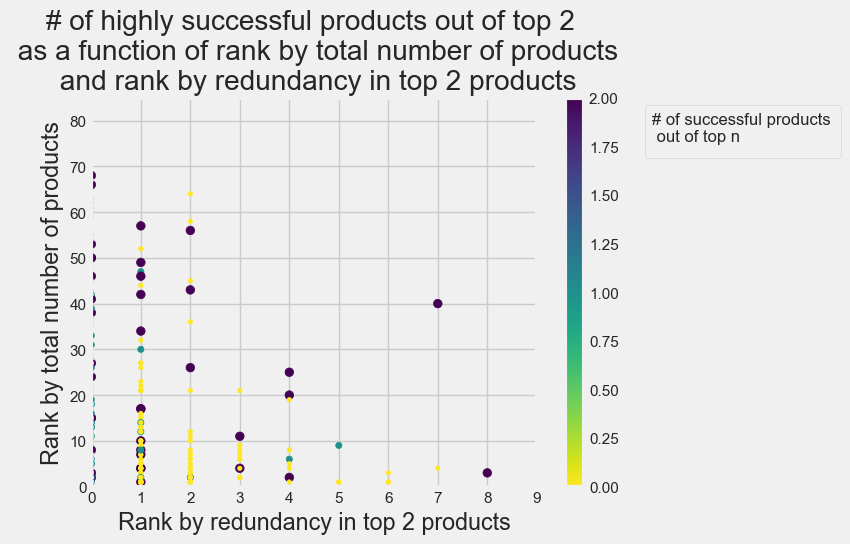 # of highly successful products out of top 2
as a function of rank by total number of products
and rank by redundancy in top 2 products
Rank by total number of products
80
70
60
50
40
30
20
10
0
0 1 2 3 4 5 6 7 8 9
Rank by redundancy in top 2 products
2.00
1.75
1.50
1.25
1.00
0.75
0.50
0.25
0.00
# of successful products
out of top n